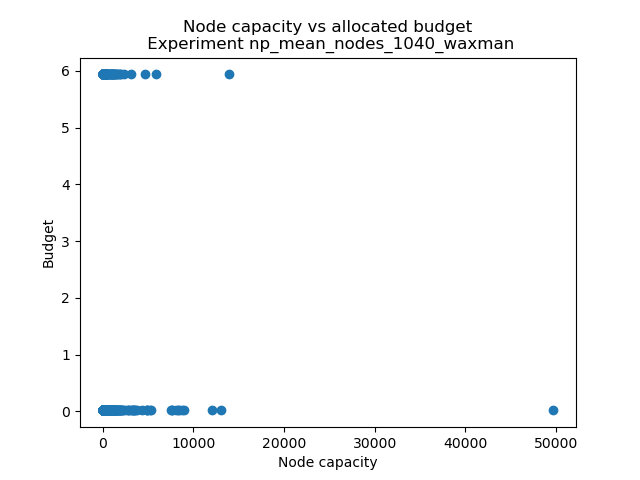 Node capacity vs allocated budget
Experiment np_mean_nodes_1040_waxman
6
5
4
3
2
1
0
Budget
0 10000 20000 30000 40000 50000
Node capacity